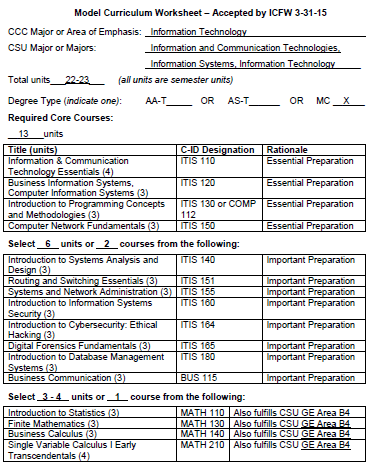 Model Curriculum Worksheet – Accepted by ICFW 3-31-15
CCC Major or Area of Emphasis: Information Technology
CSU Major or Majors: Information and Communication Technologies,
Information Systems, Information Technology
Total units 22-23 (all units are semester units)
Degree Type (indicate one): AA-T_____ OR AS-T_____ OR MC X
Required Core Courses:
13 units
Title (units) C-ID Designation Rationale
Information & Communication ITIS 110 Essential Preparation
Technology Essentials (4)
Business Information Systems, ITIS 120 Essential Preparation
Computer Information Systems (3)
Introduction to Programming Concepts ITIS 130 or COMP Essential Preparation
and Methodologies (3) 112
Computer Network Fundamentals (3) ITIS 150 Essential Preparation
Select 6 units or 2 courses from the following:
Introduction to Systems Analysis and ITIS 140 Important Preparation
Design (3)
Routing and Switching Essentials (3) ITIS 151 Important Preparation
Systems and Network Administration (3) ITIS 155 Important Preparation
Introduction to Information Systems ITIS 160 Important Preparation
Security (3)
Introduction to Cybersecurity: Ethical ITIS 164 Important Preparation
Hacking (3)
Digital Forensics Fundamentals (3) ITIS 165 Important Preparation
Introduction to Database Management ITIS 180 Important Preparation
Systems (3)
Business Communication (3) BUS 115 Important Preparation
Select 3 - 4 units or 1 course from the following:
Introduction to Statistics (3) MATH 110 Also fulfills CSU GE Area B4
Finite Mathematics (3) MATH 130 Also fulfills CSU GE Area B4
Business Calculus (3) MATH 140 Also fulfills CSU GE Area B4
Single Variable Calculus I Early MATH 210 Also fulfills CSU GE Area B4
Transcendentals (4)